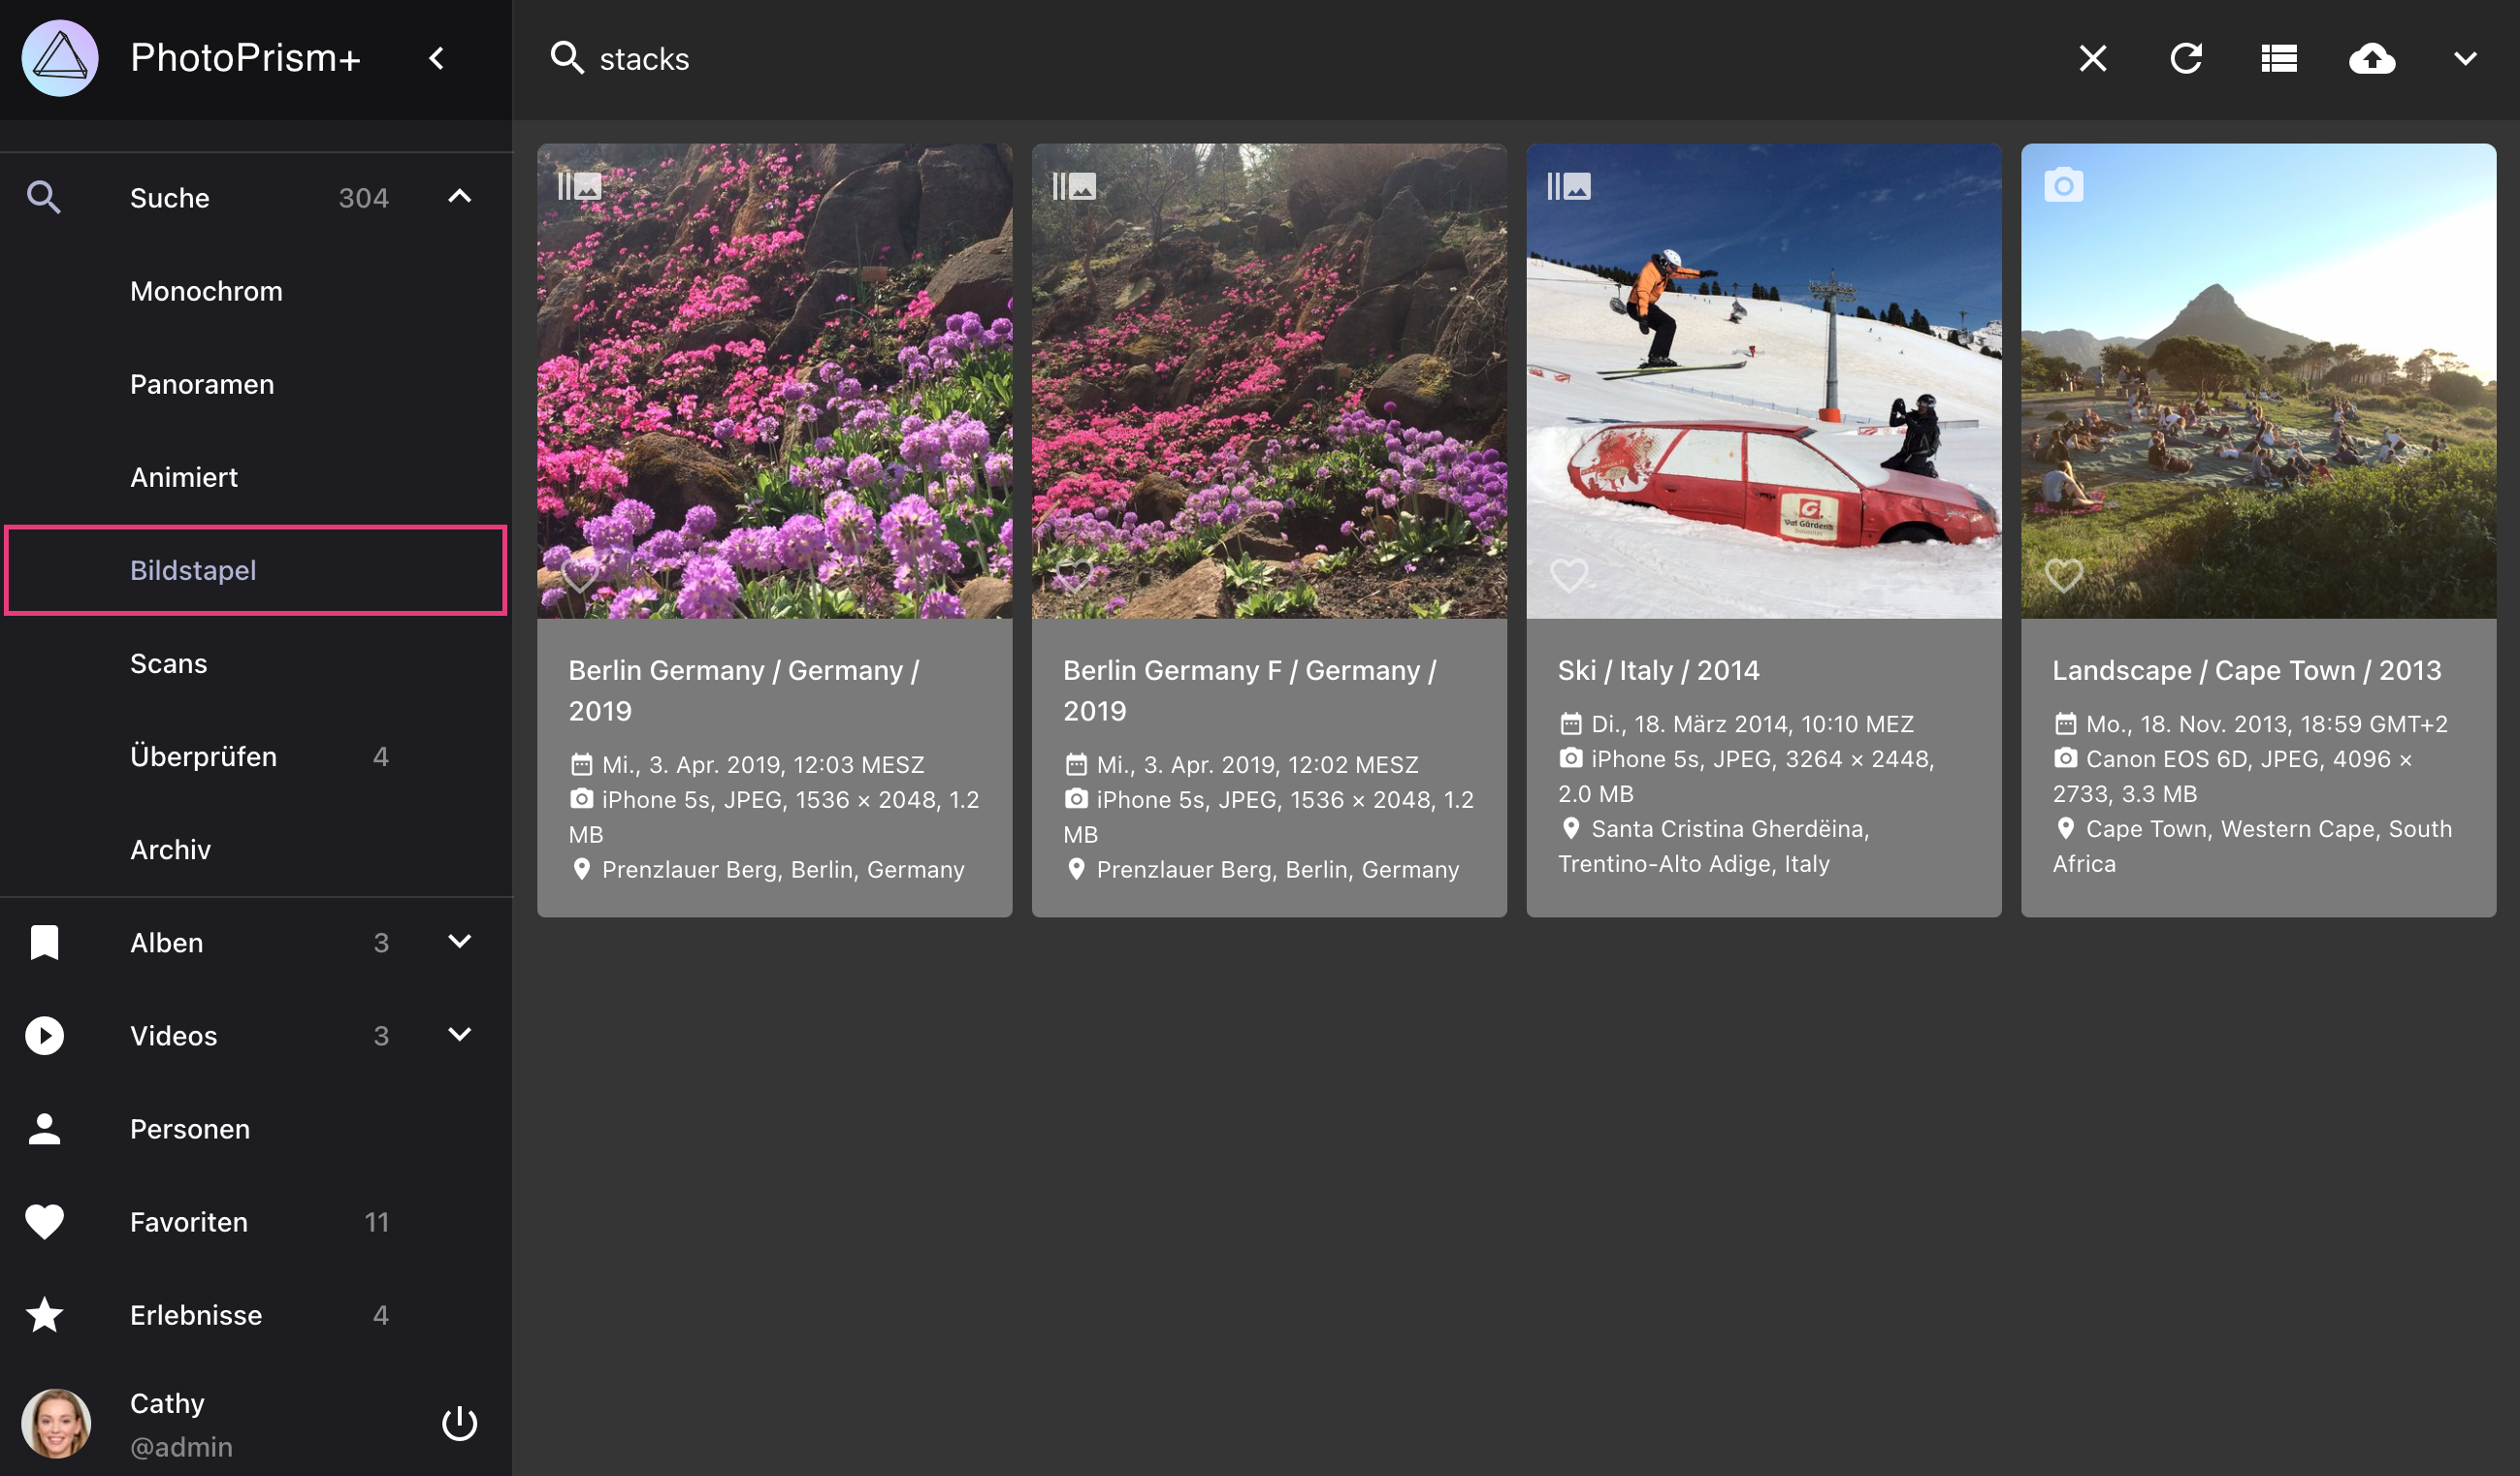 PhotoPrism+
stacks
Suche 304
Monochrom
Panoramen
Animiert
Bildstapel
Scans
Überprüfen 4
Archiv
Alben 3
Videos 3
Personen
Favoriten 11
Erlebnisse 4
Cathy
@admin
Berlin Germany / Germany /
2019
Mi., 3. Apr. 2019, 12:03 MESZ
iPhone 5s, JPEG, 1536 × 2048, 1.2
MB
Prenzlauer Berg, Berlin, Germany
Berlin Germany F / Germany /
2019
Mi., 3. Apr. 2019, 12:02 MESZ
iPhone 5s, JPEG, 1536 × 2048, 1.2
MB
Prenzlauer Berg, Berlin, Germany
Val Gardena
Ski / Italy / 2014
Di., 18. März 2014, 10:10 MEZ
iPhone 5s, JPEG, 3264 × 2448,
2.0 MB
Santa Cristina Gherdëina,
Trentino-Alto Adige, Italy
Landscape / Cape Town / 2013
Mo., 18. Nov. 2013, 18:59 GMT+2
Canon EOS 6D, JPEG, 4096 ×
2733, 3.3 MB
Cape Town, Western Cape, South
Africa